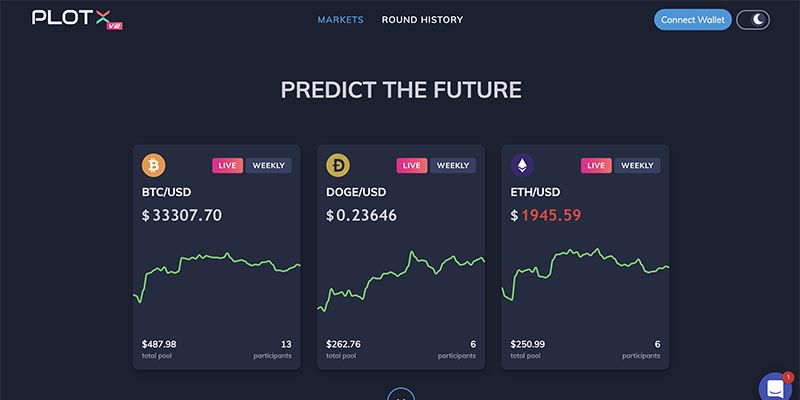 PLOTX V2
MARKETS ROUND HISTORY
Connect Wallet
PREDICT THE FUTURE
LIVE WEEKLY
BTC/USD
$33307.70
$487.98 13
total pool participants
LIVE WEEKLY
DOGE/USD
$0.23646
$262.76 6
total pool participants
LIVE WEEKLY
ETH/USD
$1945.59
$250.99 6
total pool participants
1